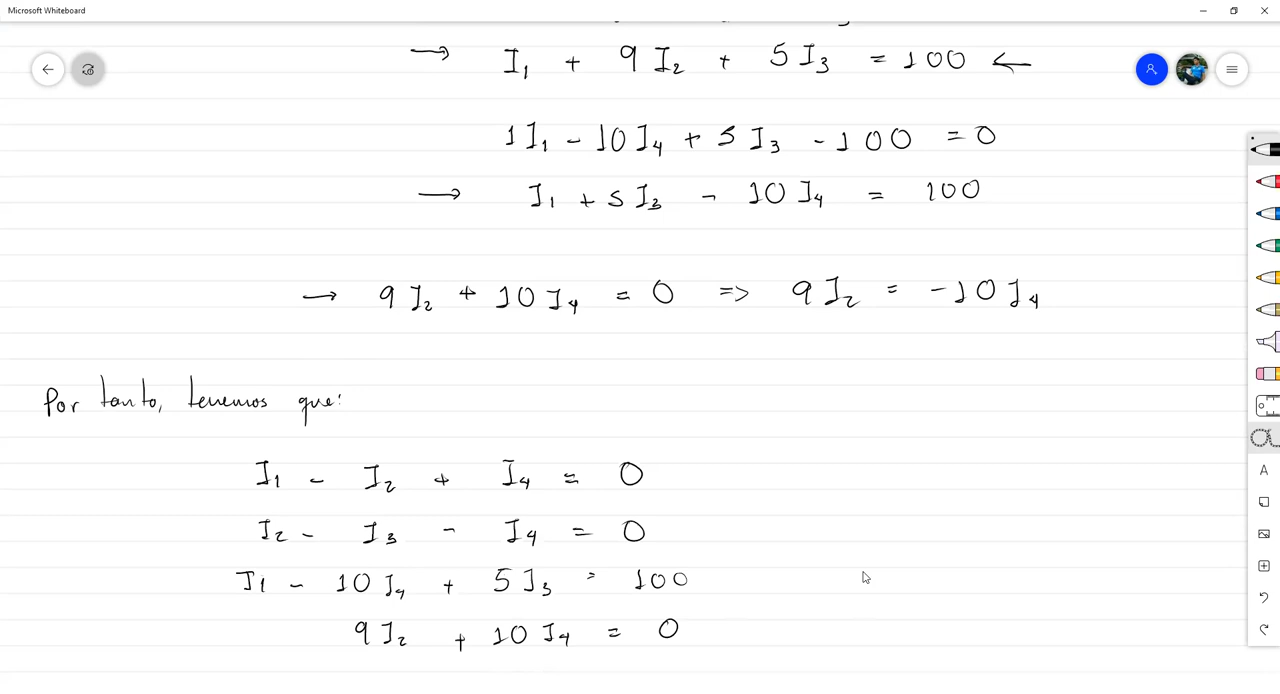 Microsoft Whiteboard
→ I₁ + 9 I₂ + 5 I₃ = 100 ←
1 I₁ - 10 I₄ + 5 I₃ - 100 = 0
→ I₁ + 5 I₃ - 10 I₄ = 100
→ 9 I₂ + 10 I₄ = 0 => 9 I₂ = -10 I₄
Por tanto, tenemos que:
I₁ - I₂ + I₄ = 0
I₂ - I₃ - I₄ = 0
I₁ - 10 I₄ + 5 I₃ = 100
9 I₂ + 10 I₄ = 0
A